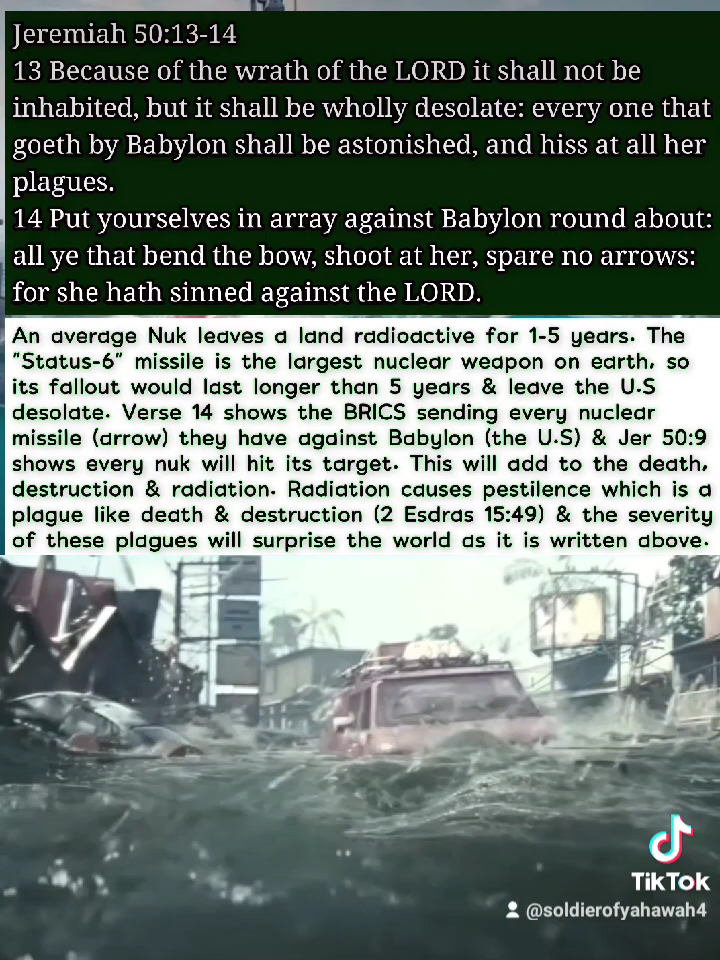 Jeremiah 50:13-14
13 Because of the wrath of the LORD it shall not be
inhabited, but it shall be wholly desolate: every one that
goeth by Babylon shall be astonished, and hiss at all her
plagues.
14 Put yourselves in array against Babylon round about:
all ye that bend the bow, shoot at her, spare no arrows:
for she hath sinned against the LORD.
An average Nuk leaves a land radioactive for 1-5 years. The
"Status-6" missile is the largest nuclear weapon on earth, so
its fallout would last longer than 5 years & leave the U.S
desolate. Verse 14 shows the BRICS sending every nuclear
missile (arrow) they have against Babylon (the U.S) & Jer 50:9
shows every nuk will hit its target. This will add to the death,
destruction & radiation. Radiation causes pestilence which is a
plague like death & destruction (2 Esdras 15:49) & the severity
of these plagues will surprise the world as it is written above.
TikTok
@soldierofyahawah4